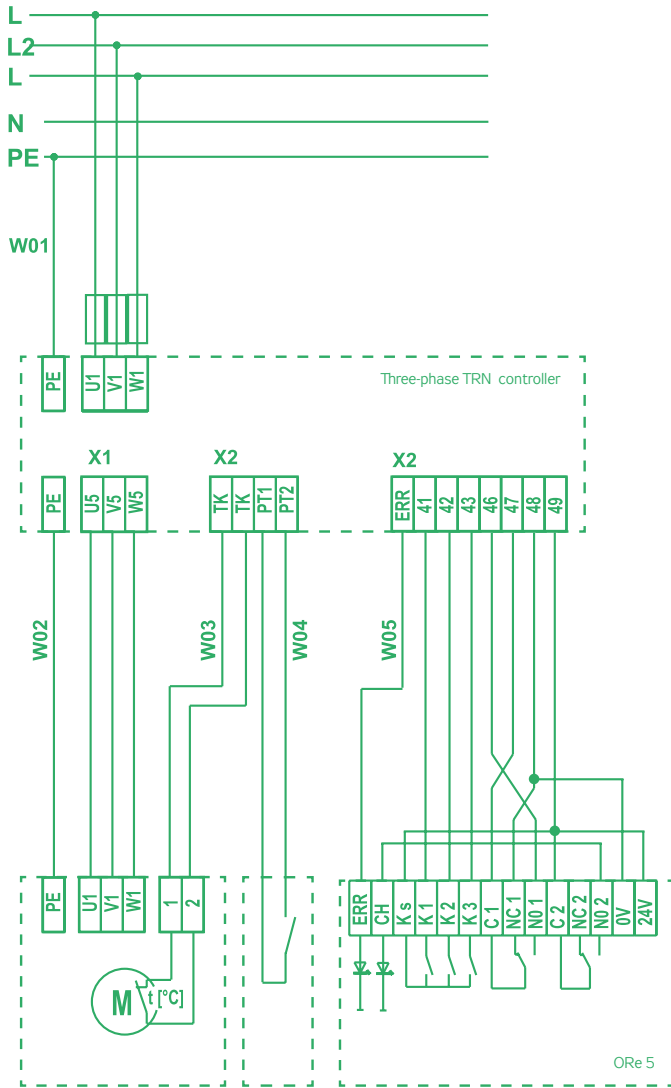 L
L2
L
N
PE
W01
PE U1 V1 W1
Three-phase TRN controller
X1 X2 X2
PE U5 V5 W5 TK TK PT1 PT2 ERR 41 42 43 46 47 48 49
W02 W03 W04 W05
PE U1 V1 W1 1 2 ERR CH K s K 1 K 2 K 3 C 1 NC 1 N0 1 C 2 NC 2 N0 2 0V 24V
M t [°C]
ORe 5